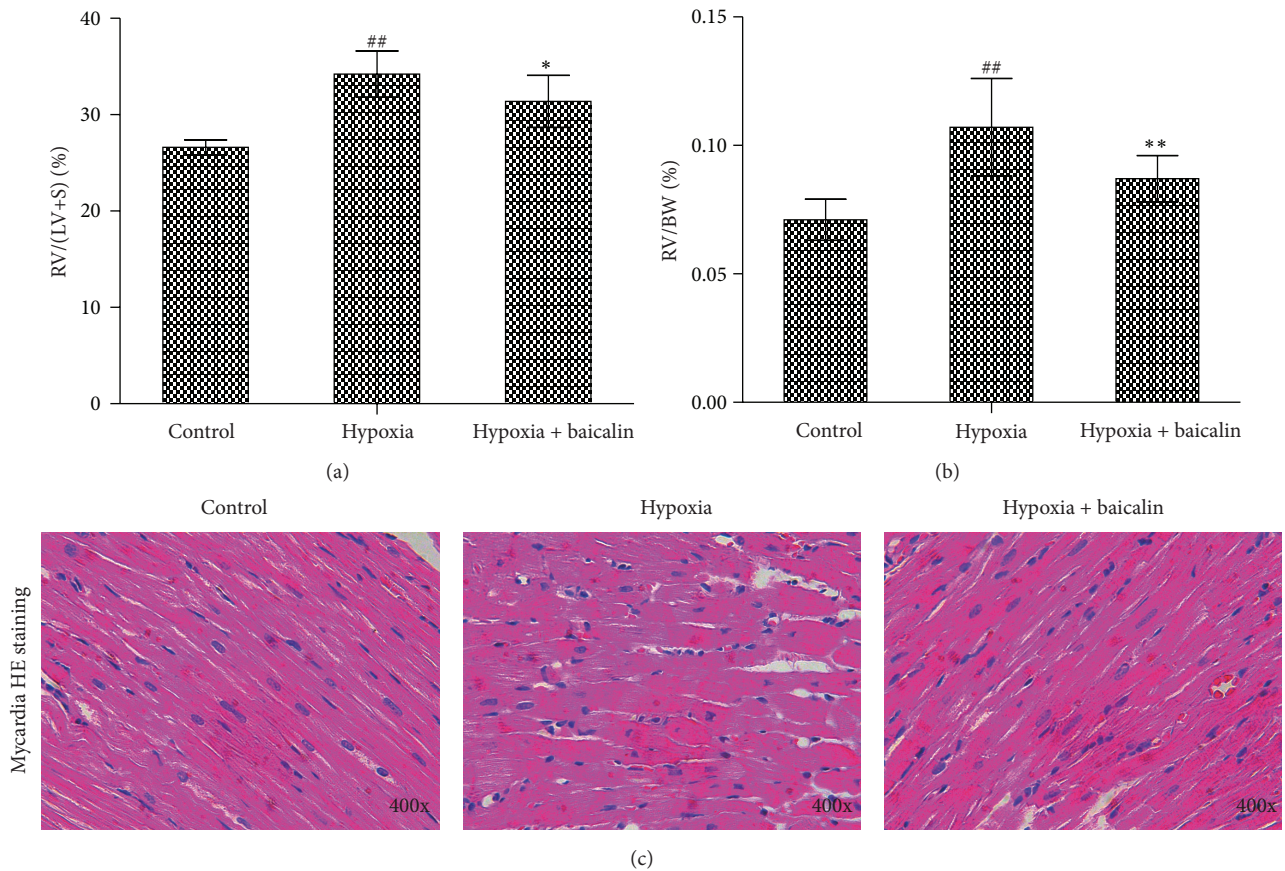 40
30
20
10
0
RV/(LV+S) (%)
##
*
Control
Hypoxia
Hypoxia + baicalin
(a)
0.15
0.10
0.05
0.00
RV/BW (%)
##
**
Control
Hypoxia
Hypoxia + baicalin
(b)
Control
Hypoxia
Hypoxia + baicalin
Mycardia HE staining
400x
400x
400x
(c)